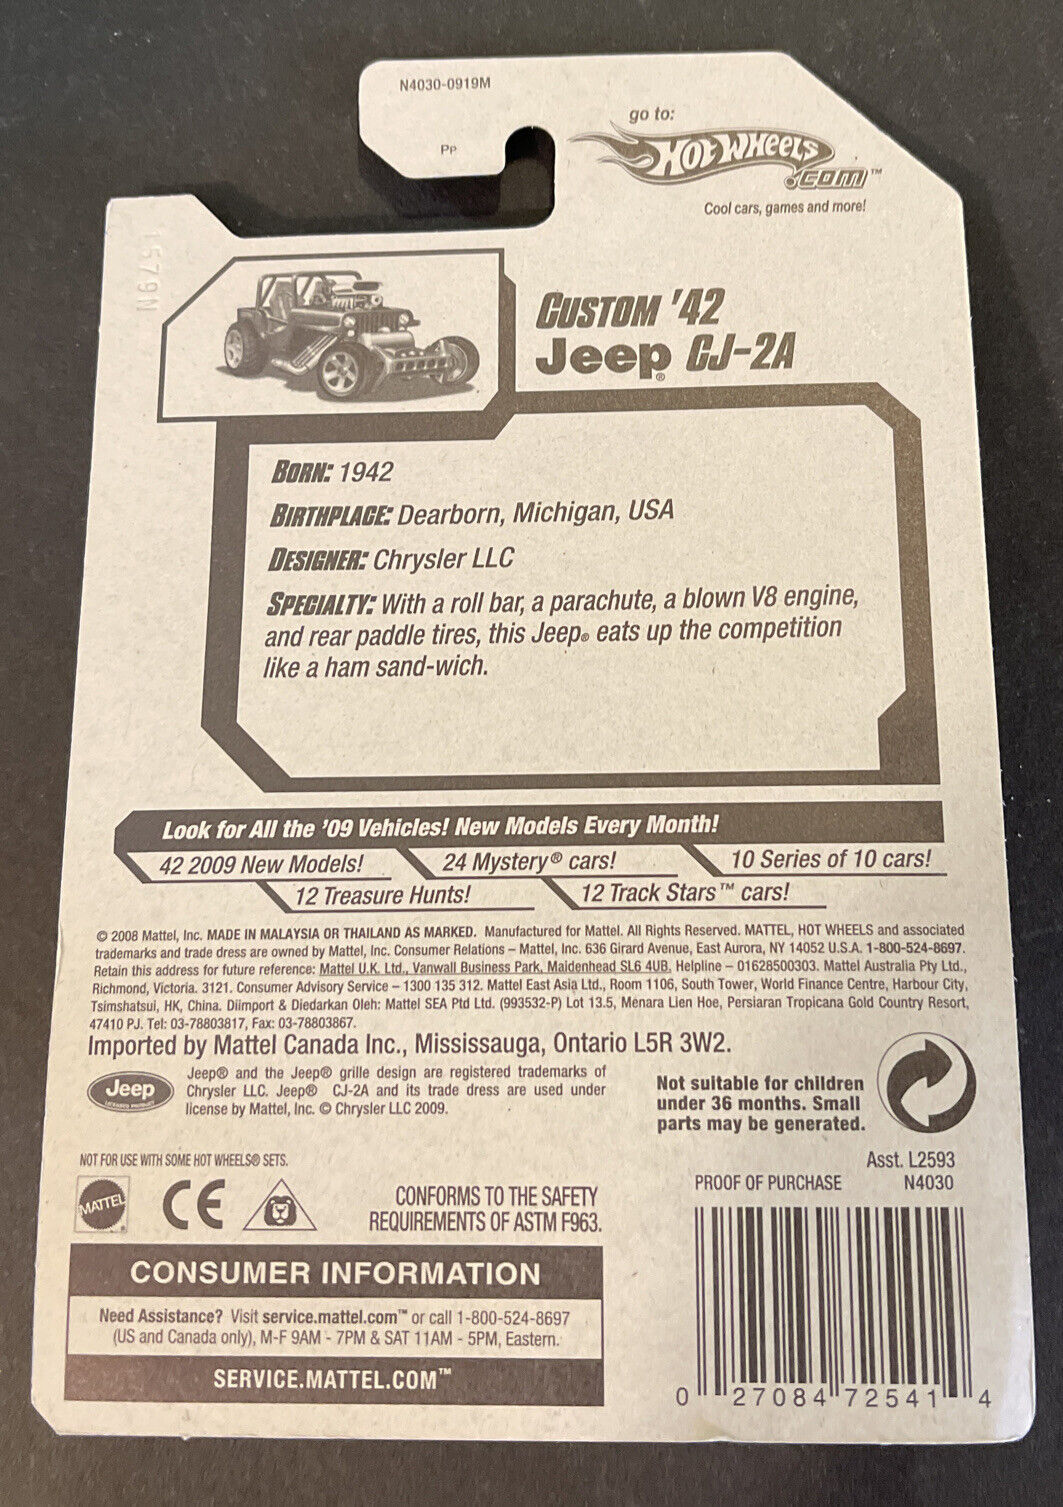 N4030-0919M
Pp
go to:
Hot Wheels
.com™
Cool cars, games and more!
1579N
Custom '42
Jeep® CJ-2A
Born: 1942
Birthplace: Dearborn, Michigan, USA
Designer: Chrysler LLC
Specialty: With a roll bar, a parachute, a blown V8 engine,
and rear paddle tires, this Jeep® eats up the competition
like a ham sand-wich.
Look for All the '09 Vehicles! New Models Every Month!
42 2009 New Models! 24 Mystery® cars! 10 Series of 10 cars!
12 Treasure Hunts! 12 Track Stars™ cars!
© 2008 Mattel, Inc. MADE IN MALAYSIA OR THAILAND AS MARKED. Manufactured for Mattel. All Rights Reserved. MATTEL, HOT WHEELS and associated
trademarks and trade dress are owned by Mattel, Inc. Consumer Relations – Mattel, Inc. 636 Girard Avenue, East Aurora, NY 14052 U.S.A. 1-800-524-8697.
Retain this address for future reference: Mattel U.K. Ltd., Vanwall Business Park, Maidenhead SL6 4UB. Helpline – 01628500303. Mattel Australia Pty Ltd.,
Richmond, Victoria. 3121. Consumer Advisory Service – 1300 135 312. Mattel East Asia Ltd., Room 1106, South Tower, World Finance Centre, Harbour City,
Tsimshatsui, HK, China. Diimport & Diedarkan Oleh: Mattel SEA Ptd Ltd. (993532-P) Lot 13.5, Menara Lien Hoe, Persiaran Tropicana Gold Country Resort,
47410 PJ. Tel: 03-78803817, Fax: 03-78803867.
Imported by Mattel Canada Inc., Mississauga, Ontario L5R 3W2.
Jeep
LICENSED PRODUCT
Jeep® and the Jeep® grille design are registered trademarks of
Chrysler LLC. Jeep® CJ-2A and its trade dress are used under
license by Mattel, Inc. © Chrysler LLC 2009.
Not suitable for children
under 36 months. Small
parts may be generated.
NOT FOR USE WITH SOME HOT WHEELS® SETS.
MATTEL
CE
CONFORMS TO THE SAFETY
REQUIREMENTS OF ASTM F963.
Asst. L2593
PROOF OF PURCHASE N4030
CONSUMER INFORMATION
Need Assistance? Visit service.mattel.com™ or call 1-800-524-8697
(US and Canada only), M-F 9AM - 7PM & SAT 11AM - 5PM, Eastern.
SERVICE.MATTEL.COM™
0 27084 72541 4